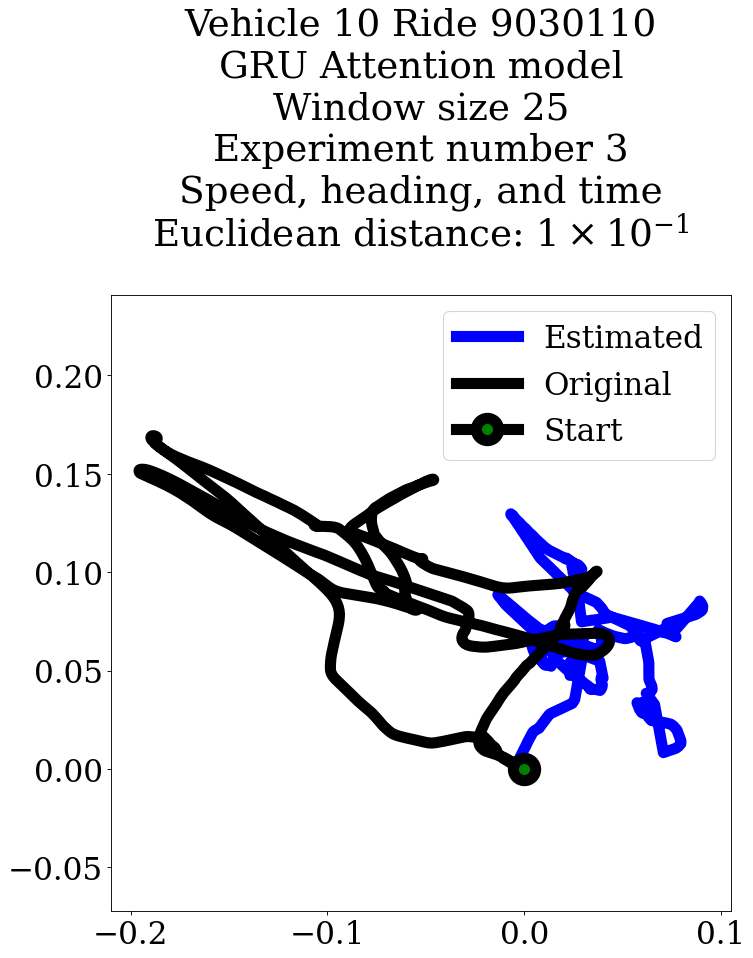 Vehicle 10 Ride 9030110
GRU Attention model
Window size 25
Experiment number 3
Speed, heading, and time
Euclidean distance: 1 × 10⁻¹
Estimated
Original
Start
0.20
0.15
0.10
0.05
0.00
−0.05
−0.2
−0.1
0.0
0.1